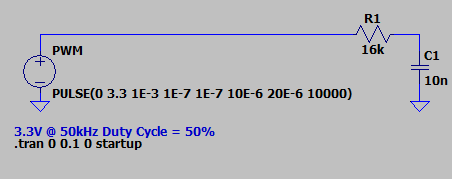 R1
PWM
16k
C1
10n
PULSE(0 3.3 1E-3 1E-7 1E-7 10E-6 20E-6 10000)
3.3V @ 50kHz Duty Cycle = 50%
.tran 0 0.1 0 startup